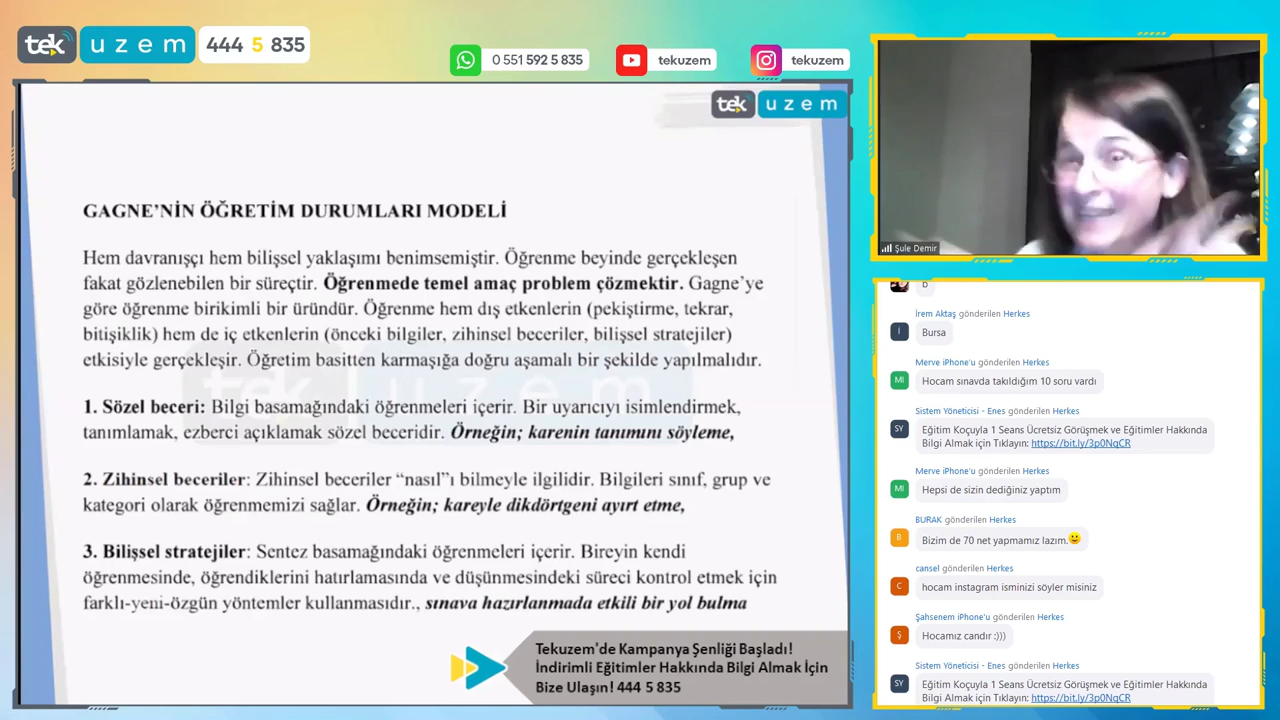 tek uzem 444 5 835
0 551 592 5 835
tekuzem
tekuzem
tek uzem
GAGNE'NİN ÖĞRETİM DURUMLARI MODELİ
Hem davranışçı hem bilişsel yaklaşımı benimsemiştir. Öğrenme beyinde gerçekleşen
fakat gözlenebilen bir süreçtir. Öğrenmede temel amaç problem çözmektir. Gagne'ye
göre öğrenme birikimli bir üründür. Öğrenme hem dış etkenlerin (pekiştirme, tekrar,
bitişiklik) hem de iç etkenlerin (önceki bilgiler, zihinsel beceriler, bilişsel stratejiler)
etkisiyle gerçekleşir. Öğretim basitten karmaşığa doğru aşamalı bir şekilde yapılmalıdır.
tek uzem
1. Sözel beceri: Bilgi basamağındaki öğrenmeleri içerir. Bir uyarıcıyı isimlendirmek,
tanımlamak, ezberci açıklamak sözel beceridir. Örneğin; karenin tanımını söyleme,
2. Zihinsel beceriler: Zihinsel beceriler “nasıl”ı bilmeyle ilgilidir. Bilgileri sınıf, grup ve
kategori olarak öğrenmemizi sağlar. Örneğin; kareyle dikdörtgeni ayırt etme,
3. Bilişsel stratejiler: Sentez basamağındaki öğrenmeleri içerir. Bireyin kendi
öğrenmesinde, öğrendiklerini hatırlamasında ve düşünmesindeki süreci kontrol etmek için
farklı-yeni-özgün yöntemler kullanmasıdır., sınava hazırlanmada etkili bir yol bulma
Tekuzem'de Kampanya Şenliği Başladı!
İndirimli Eğitimler Hakkında Bilgi Almak İçin
Bize Ulaşın! 444 5 835
Şule Demir
b
İrem Aktaş gönderilen Herkes
İ
Bursa
Merve iPhone'u gönderilen Herkes
MI
Hocam sınavda takıldığım 10 soru vardı
Sistem Yöneticisi - Enes gönderilen Herkes
SY
Eğitim Koçuyla 1 Seans Ücretsiz Görüşmek ve Eğitimler Hakkında
Bilgi Almak için Tıklayın: https://bit.ly/3p0NqCR
Merve iPhone'u gönderilen Herkes
MI
Hepsi de sizin dediğiniz yaptım
BURAK gönderilen Herkes
B
Bizim de 70 net yapmamız lazım.
cansel gönderilen Herkes
C
hocam instagram isminizi söyler misiniz
Şahsenem iPhone'u gönderilen Herkes
Ş
Hocamız candır :)))
Sistem Yöneticisi - Enes gönderilen Herkes
SY
Eğitim Koçuyla 1 Seans Ücretsiz Görüşmek ve Eğitimler Hakkında
Bilgi Almak için Tıklayın: https://bit.ly/3p0NqCR